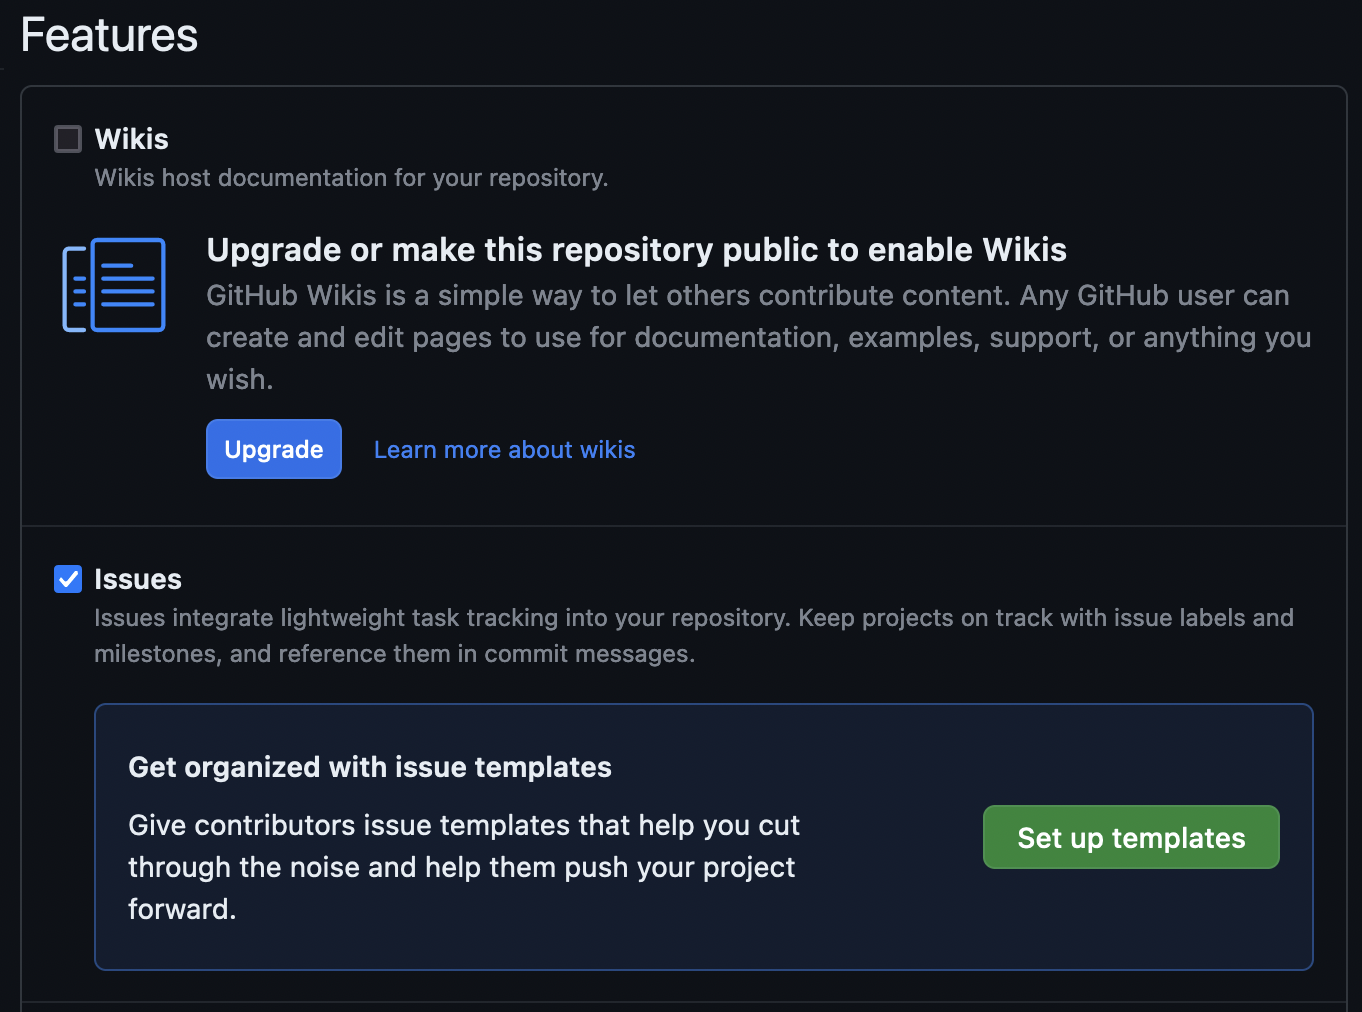 Features
Wikis
Wikis host documentation for your repository.
Upgrade or make this repository public to enable Wikis
GitHub Wikis is a simple way to let others contribute content. Any GitHub user can
create and edit pages to use for documentation, examples, support, or anything you
wish.
Upgrade Learn more about wikis
Issues
Issues integrate lightweight task tracking into your repository. Keep projects on track with issue labels and
milestones, and reference them in commit messages.
Get organized with issue templates
Give contributors issue templates that help you cut
through the noise and help them push your project
forward.
Set up templates